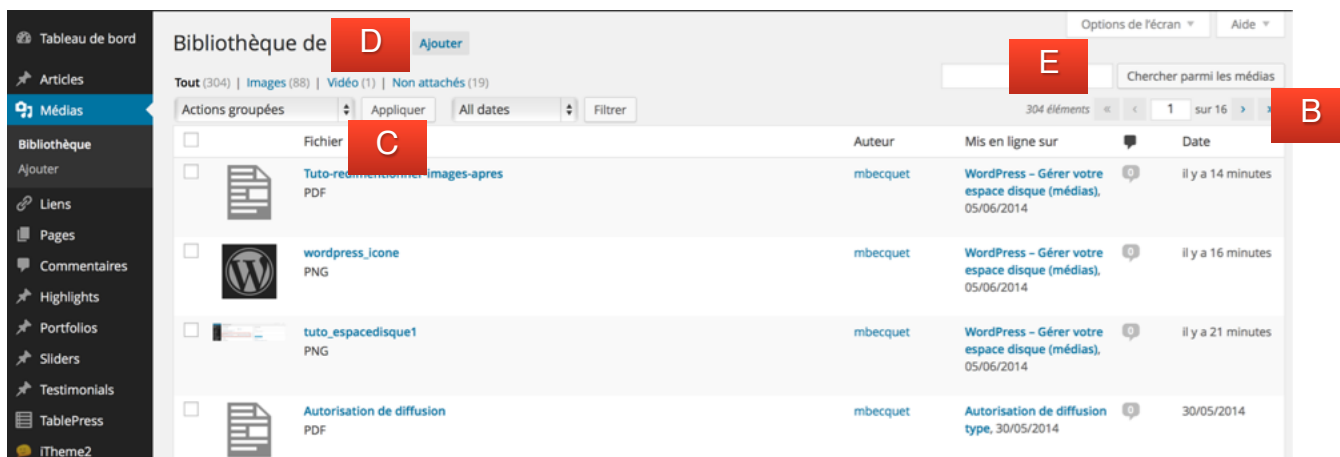 Options de l'écran Aide
Tableau de bord
Bibliothèque de D Ajouter
Articles
Tout (304) | Images (88) | Vidéo (1) | Non attachés (19)
E Chercher parmi les médias
Médias
Actions groupées Appliquer All dates Filtrer
304 éléments « ‹ 1 sur 16 › »
B
Bibliothèque
Ajouter
Liens
Pages
Commentaires
Highlights
Portfolios
Sliders
Testimonials
TablePress
iTheme2
Fichier C Auteur Mis en ligne sur Date
Tuto-redimentionner-images-apres
PDF
mbecquet
WordPress – Gérer votre
espace disque (médias),
05/06/2014
0
il y a 14 minutes
wordpress_icone
PNG
mbecquet
WordPress – Gérer votre
espace disque (médias),
05/06/2014
0
il y a 16 minutes
tuto_espacedisque1
PNG
mbecquet
WordPress – Gérer votre
espace disque (médias),
05/06/2014
0
il y a 21 minutes
Autorisation de diffusion
PDF
mbecquet
Autorisation de diffusion
type, 30/05/2014
0
30/05/2014